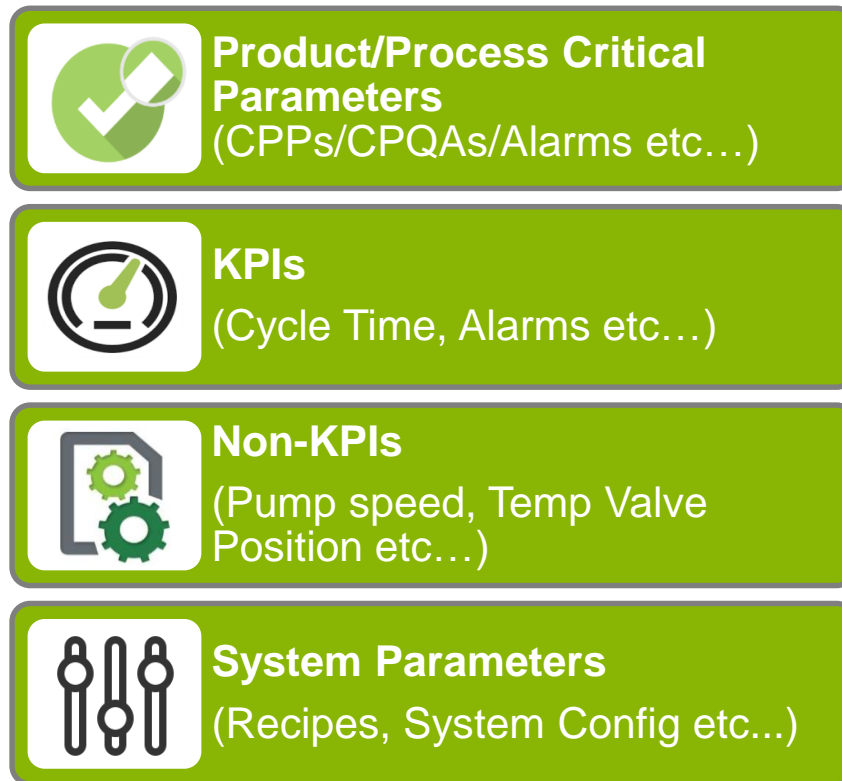 Product/Process Critical
Parameters
(CPPs/CPQAs/Alarms etc…)
KPIs
(Cycle Time, Alarms etc…)
Non-KPIs
(Pump speed, Temp Valve
Position etc…)
System Parameters
(Recipes, System Config etc...)